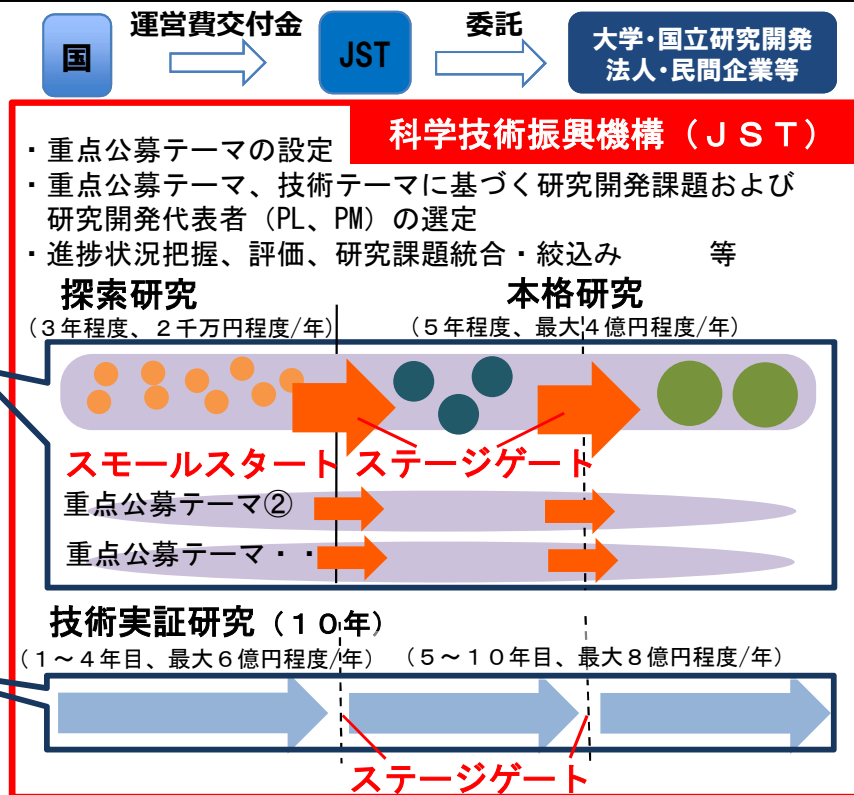 運営費交付金
委託
国
JST
大学・国立研究開発
法人・民間企業等
科学技術振興機構(JST)
・重点公募テーマの設定
・重点公募テーマ、技術テーマに基づく研究開発課題および
研究開発代表者(PL、PM)の選定
・進捗状況把握、評価、研究課題統合・絞込み 等
探索研究
本格研究
(3年程度、2千万円程度/年)
(5年程度、最大4億円程度/年)
スモールスタート
ステージゲート
重点公募テーマ②
重点公募テーマ・・
技術実証研究(10年)
(1~4年目、最大6億円程度/年)
(5~10年目、最大8億円程度/年)
ステージゲート